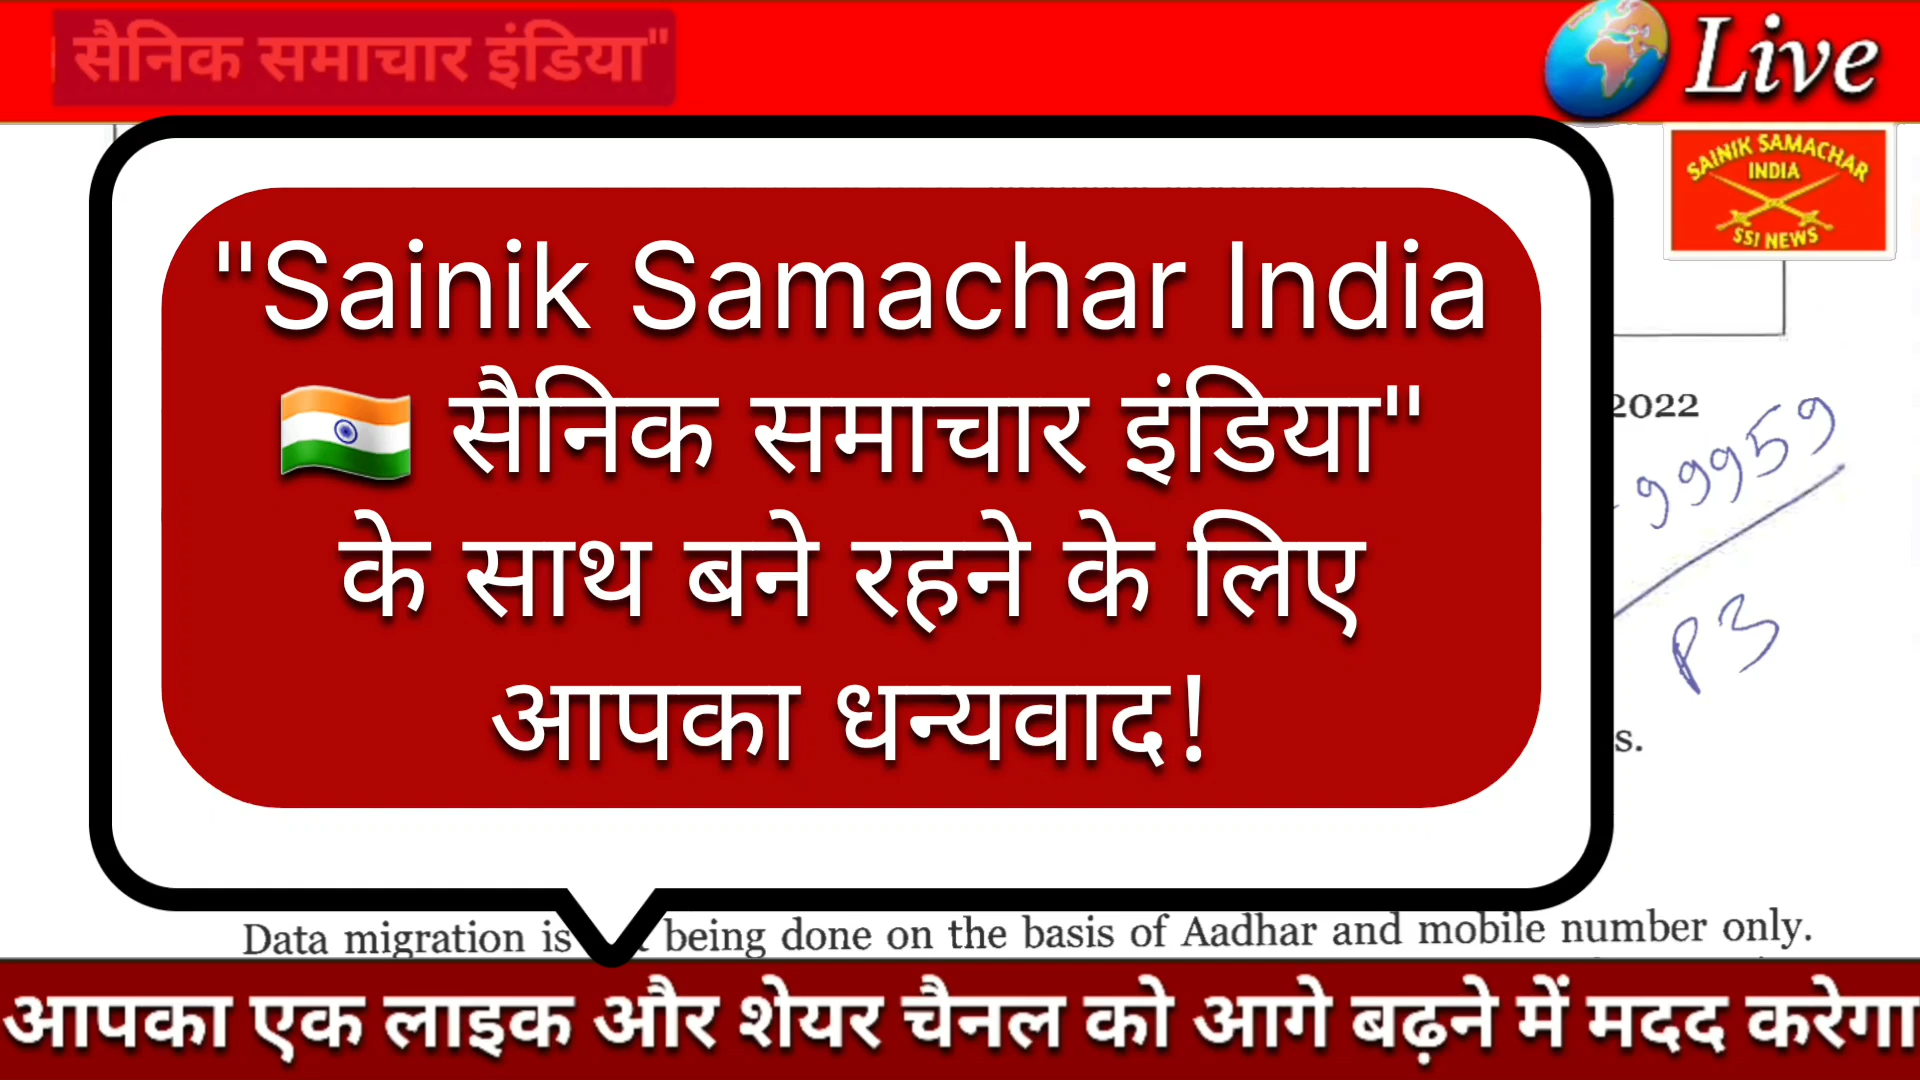 सैनिक समाचार इंडिया"
Live
SAINIK SAMACHAR
INDIA
SSI NEWS
"Sainik Samachar India
🇮🇳 सैनिक समाचार इंडिया"
के साथ बने रहने के लिए
आपका धन्यवाद!
2022
99959
P3
s.
Data migration is being done on the basis of Aadhar and mobile number only.
आपका एक लाइक और शेयर चैनल को आगे बढ़ने में मदद करेगा